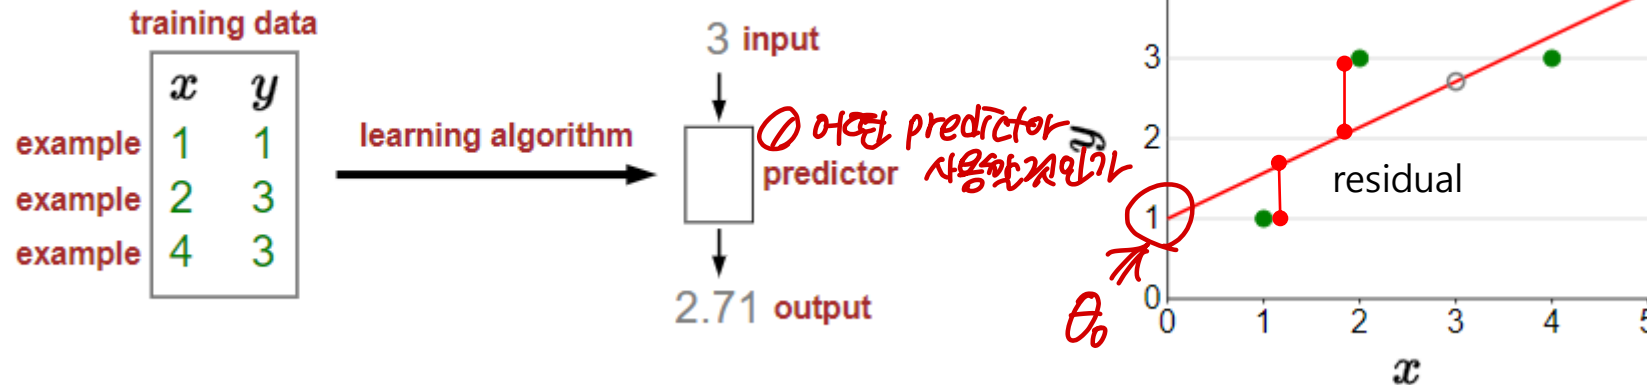 training data
x y
example 1 1
example 2 3
example 4 3
learning algorithm
3 input
predictor
2.71 output
① 어떤 predictor
사용할것인가
y
3
2
1
0
0 1 2 3 4 5
x
residual
θ₀